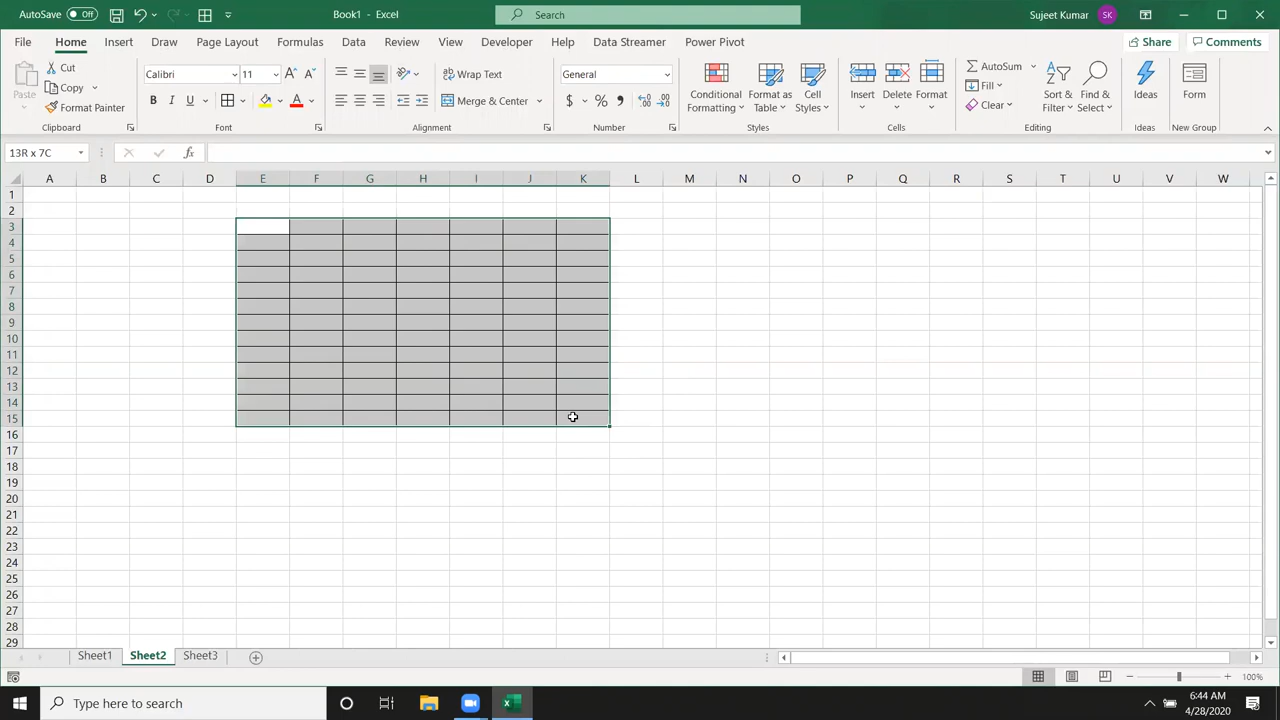 AutoSave Off Book1 - Excel Search Sujeet Kumar SK
File Home Insert Draw Page Layout Formulas Data Review View Developer Help Data Streamer Power Pivot Share Comments
Paste Cut Copy Format Painter
Calibri 11 A A
B I U A
Wrap Text
Merge & Center
General
$ % ,
Conditional Formatting
Format as Table
Cell Styles
Insert Delete Format
AutoSum
Fill
Clear
Sort & Filter
Find & Select
Ideas
Form
Clipboard Font Alignment Number Styles Cells Editing Ideas New Group
13R x 7C fx
A B C D E F G H I J K L M N O P Q R S T U V W
1
2
3
4
5
6
7
8
9
10
11
12
13
14
15
16
17
18
19
20
21
22
23
24
25
26
27
28
29
Sheet1 Sheet2 Sheet3
100%
Type here to search
6:44 AM
4/28/2020